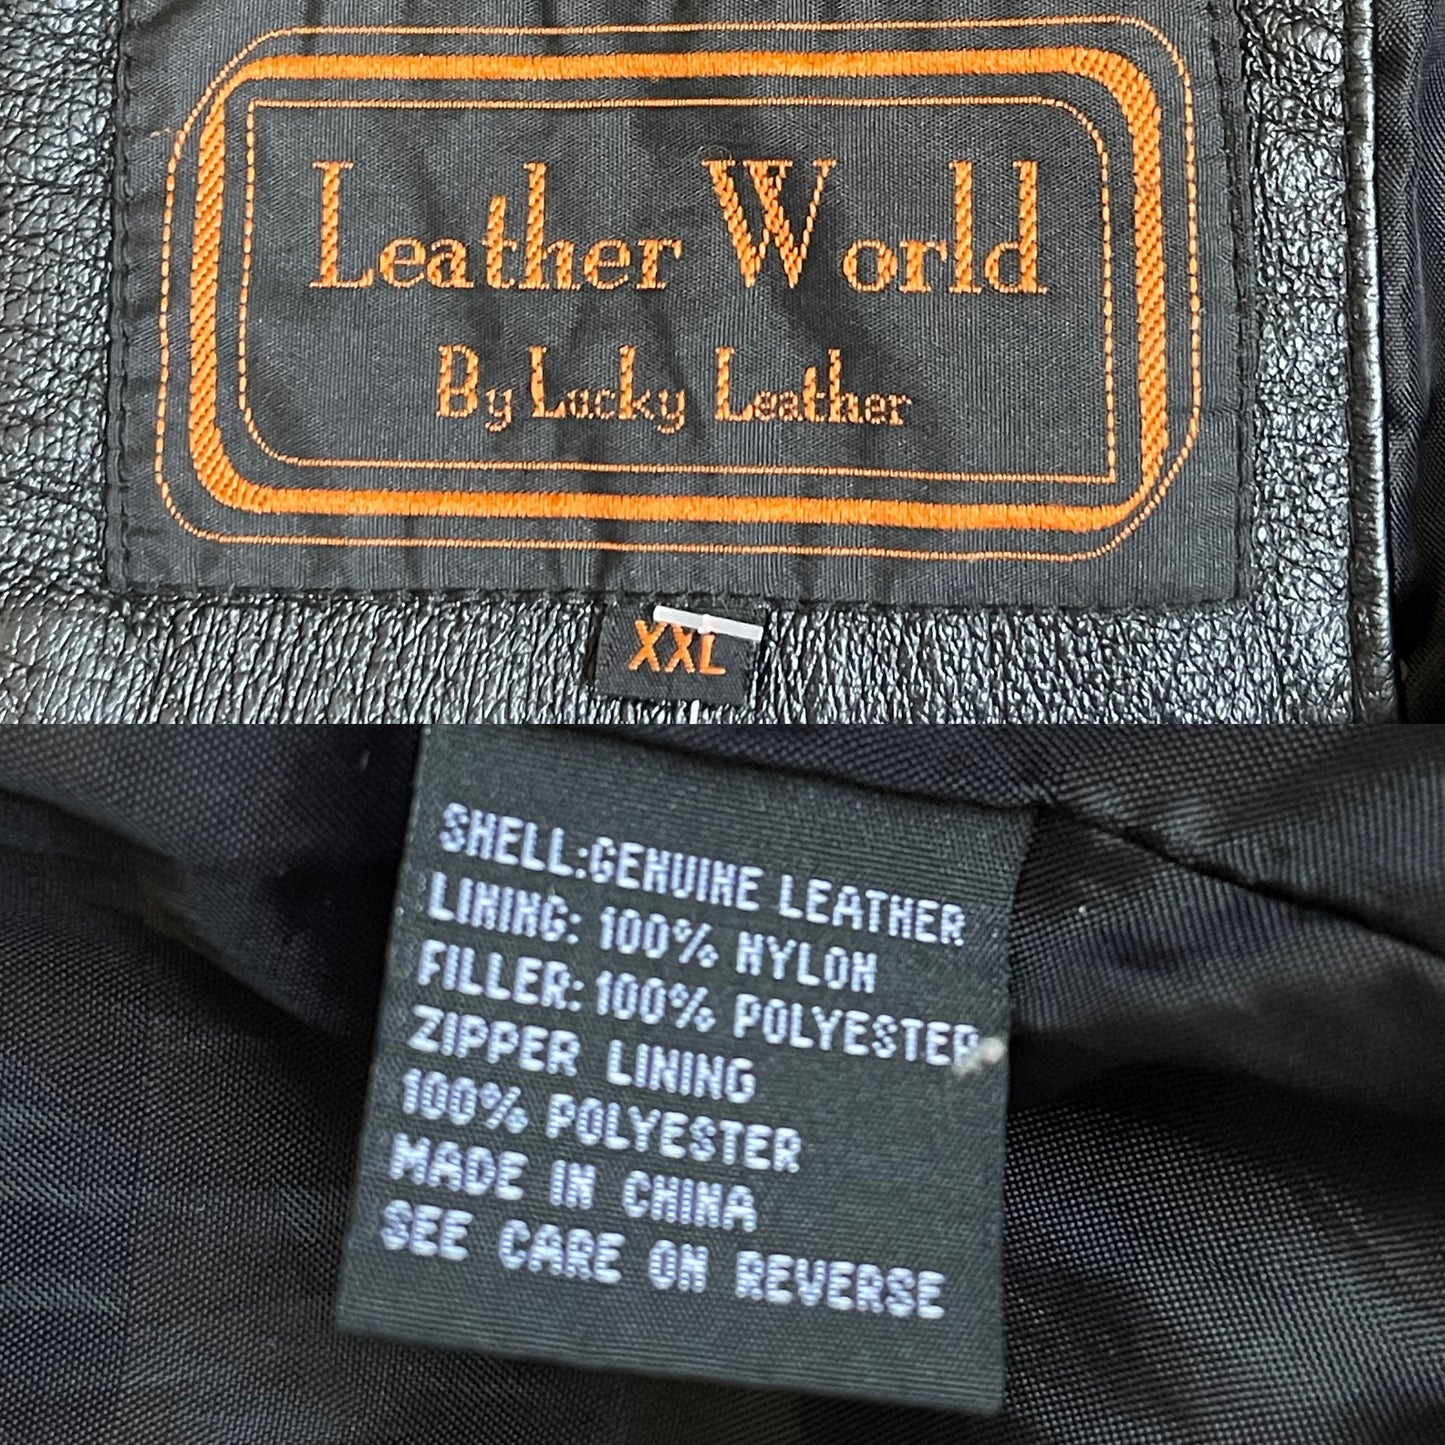 Leather World
By Lucky Leather
XXL
SHELL:GENUINE LEATHER
LINING: 100% NYLON
FILLER: 100% POLYESTER
ZIPPER LINING
100% POLYESTER
MADE IN CHINA
SEE CARE ON REVERSE